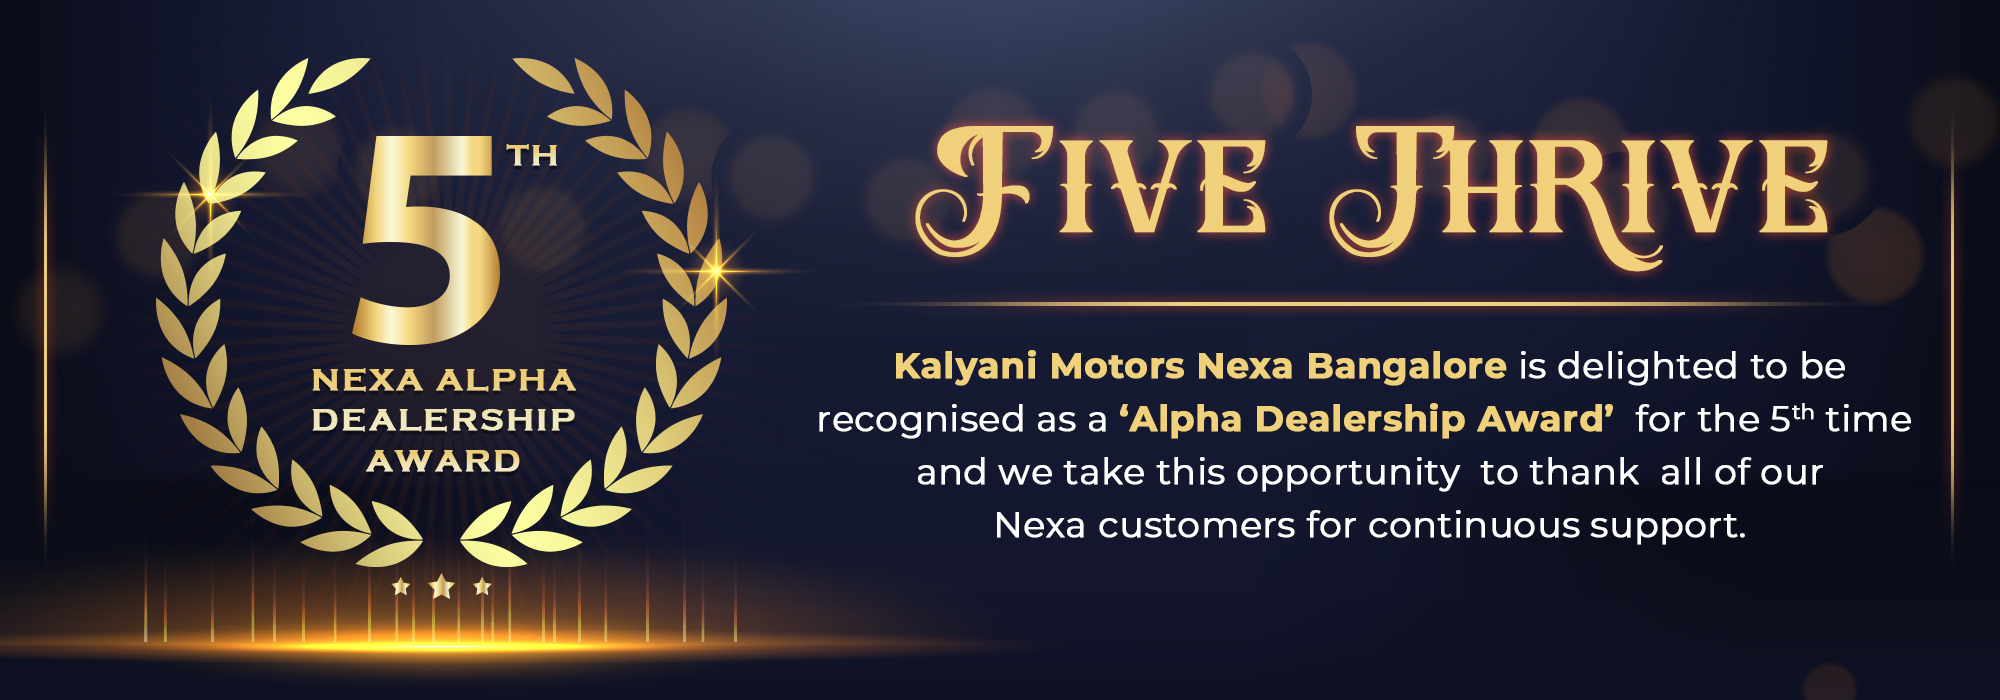 5TH
NEXA ALPHA
DEALERSHIP
AWARD
FIVE THRIVE
Kalyani Motors Nexa Bangalore is delighted to be
recognised as a ‘Alpha Dealership Award’ for the 5th time
and we take this opportunity to thank all of our
Nexa customers for continuous support.